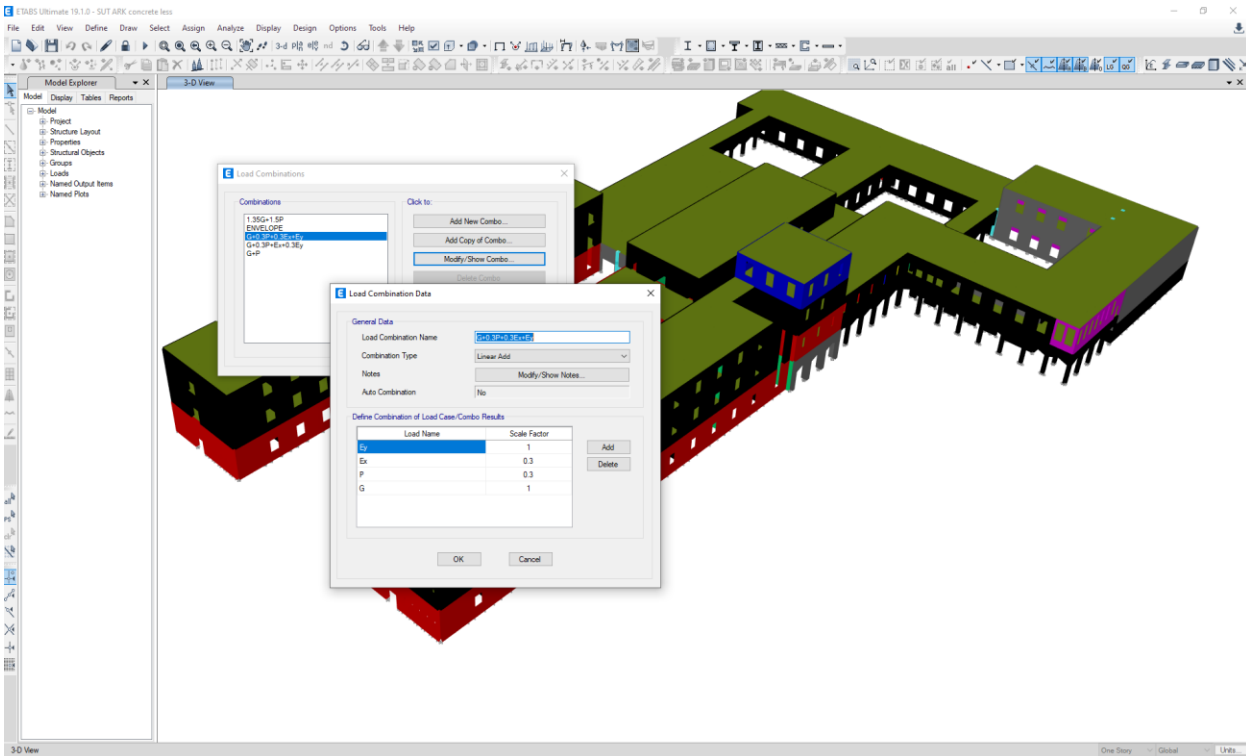 ETABS Ultimate 19.1.0 - SUT ARK concrete less
File Edit View Define Draw Select Assign Analyze Display Design Options Tools Help
3-d
nd
Model Explorer
3-D View
Model Display Tables Reports
Model
Project
Structure Layout
Properties
Structural Objects
Groups
Loads
Named Output Items
Named Plots
Load Combinations
Combinations
1.35G+1.5P
ENVELOPE
G+0.3P+0.3Ex+Ey
G+0.3P+Ex+0.3Ey
G+P
Click to:
Add New Combo...
Add Copy of Combo...
Modify/Show Combo...
Delete Combo
Load Combination Data
General Data
Load Combination Name G+0.3P+0.3Ex+Ey
Combination Type Linear Add
Notes Modify/Show Notes...
Auto Combination No
Define Combination of Load Case/Combo Results
Load Name Scale Factor
Ey 1
Ex 0.3
P 0.3
G 1
Add
Delete
OK Cancel
3-D View One Story Global Units...